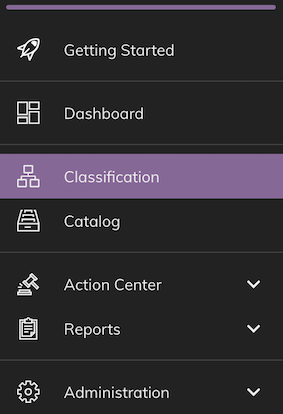 Getting Started
Dashboard
Classification
Catalog
Action Center
Reports
Administration